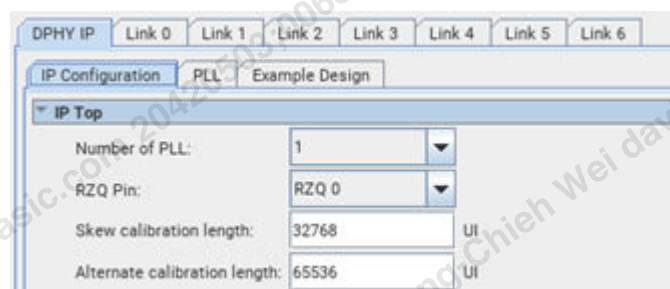 DPHY IP Link 0 Link 1 Link 2 Link 3 Link 4 Link 5 Link 6
IP Configuration PLL Example Design
IP Top
Number of PLL: 1
RZQ Pin: RZQ 0
Skew calibration length: 32768 UI
Alternate calibration length: 65536 UI